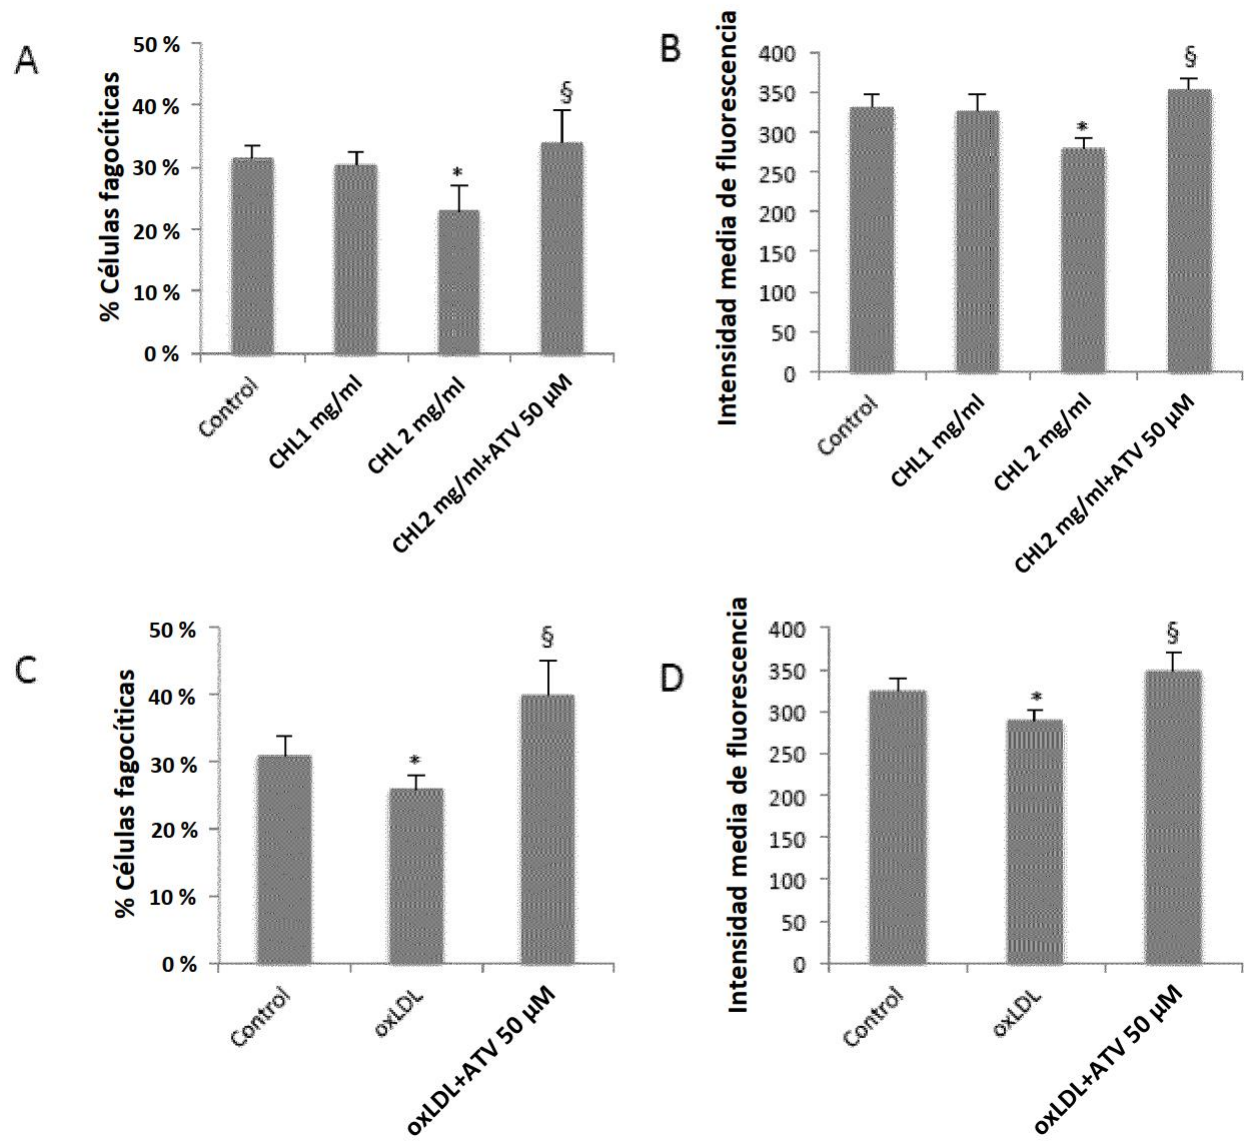 A
% Células fagocíticas
50 %
40 %
30 %
20 %
10 %
0 %
§
*
Control
CHL1 mg/ml
CHL 2 mg/ml
CHL2 mg/ml+ATV 50 µM
B
Intensidad media de fluorescencia
400
350
300
250
200
150
100
50
0
§
*
Control
CHL1 mg/ml
CHL 2 mg/ml
CHL2 mg/ml+ATV 50 µM
C
% Células fagocíticas
50 %
40 %
30 %
20 %
10 %
0 %
§
*
Control
oxLDL
oxLDL+ATV 50 µM
D
Intensidad media de fluorescencia
400
350
300
250
200
150
100
50
0
§
*
Control
oxLDL
oxLDL+ATV 50 µM